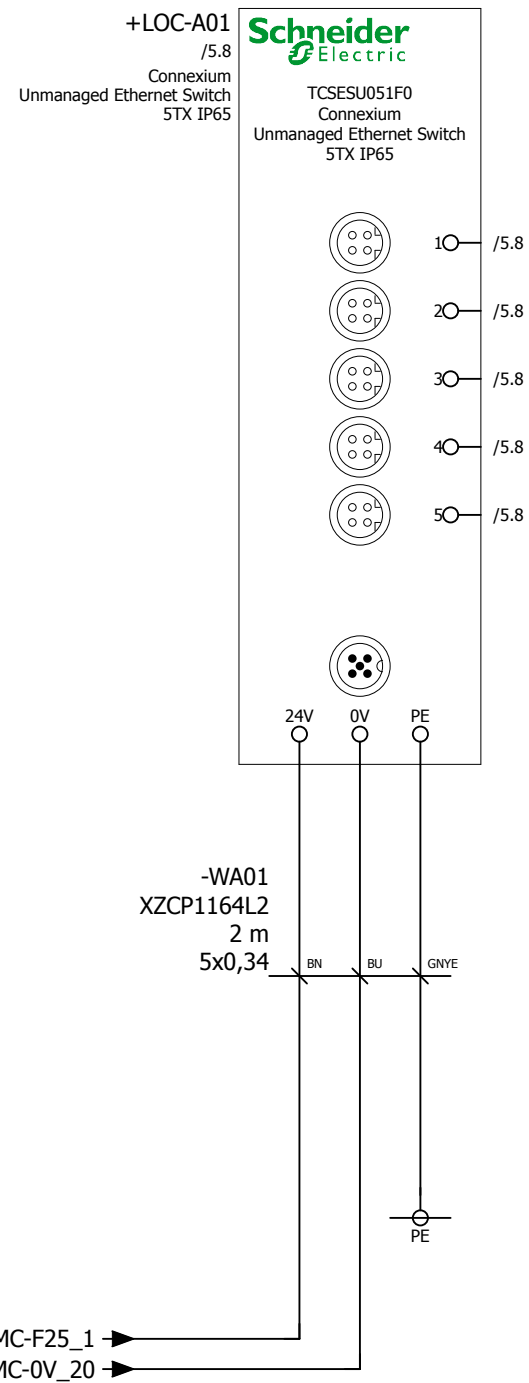 +LOC-A01
/5.8
Connexium
Unmanaged Ethernet Switch
5TX IP65
Schneider
Electric
TCSESU051F0
Connexium
Unmanaged Ethernet Switch
5TX IP65
1 /5.8
2 /5.8
3 /5.8
4 /5.8
5 /5.8
24V 0V PE
-WA01
XZCP1164L2
2 m
5x0,34 BN BU GNYE
PE
MC-F25_1
MC-0V_20